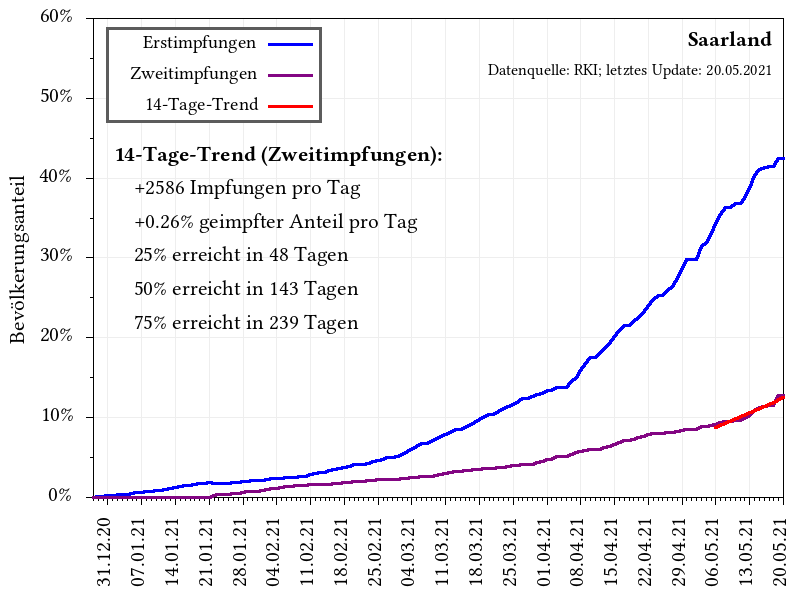 60%
50%
40%
30%
20%
10%
0%
Bevölkerungsanteil
Erstimpfungen
Zweitimpfungen
14-Tage-Trend
Saarland
Datenquelle: RKI; letztes Update: 20.05.2021
14-Tage-Trend (Zweitimpfungen):
+2586 Impfungen pro Tag
+0.26% geimpfter Anteil pro Tag
25% erreicht in 48 Tagen
50% erreicht in 143 Tagen
75% erreicht in 239 Tagen
31.12.20
07.01.21
14.01.21
21.01.21
28.01.21
04.02.21
11.02.21
18.02.21
25.02.21
04.03.21
11.03.21
18.03.21
25.03.21
01.04.21
08.04.21
15.04.21
22.04.21
29.04.21
06.05.21
13.05.21
20.05.21